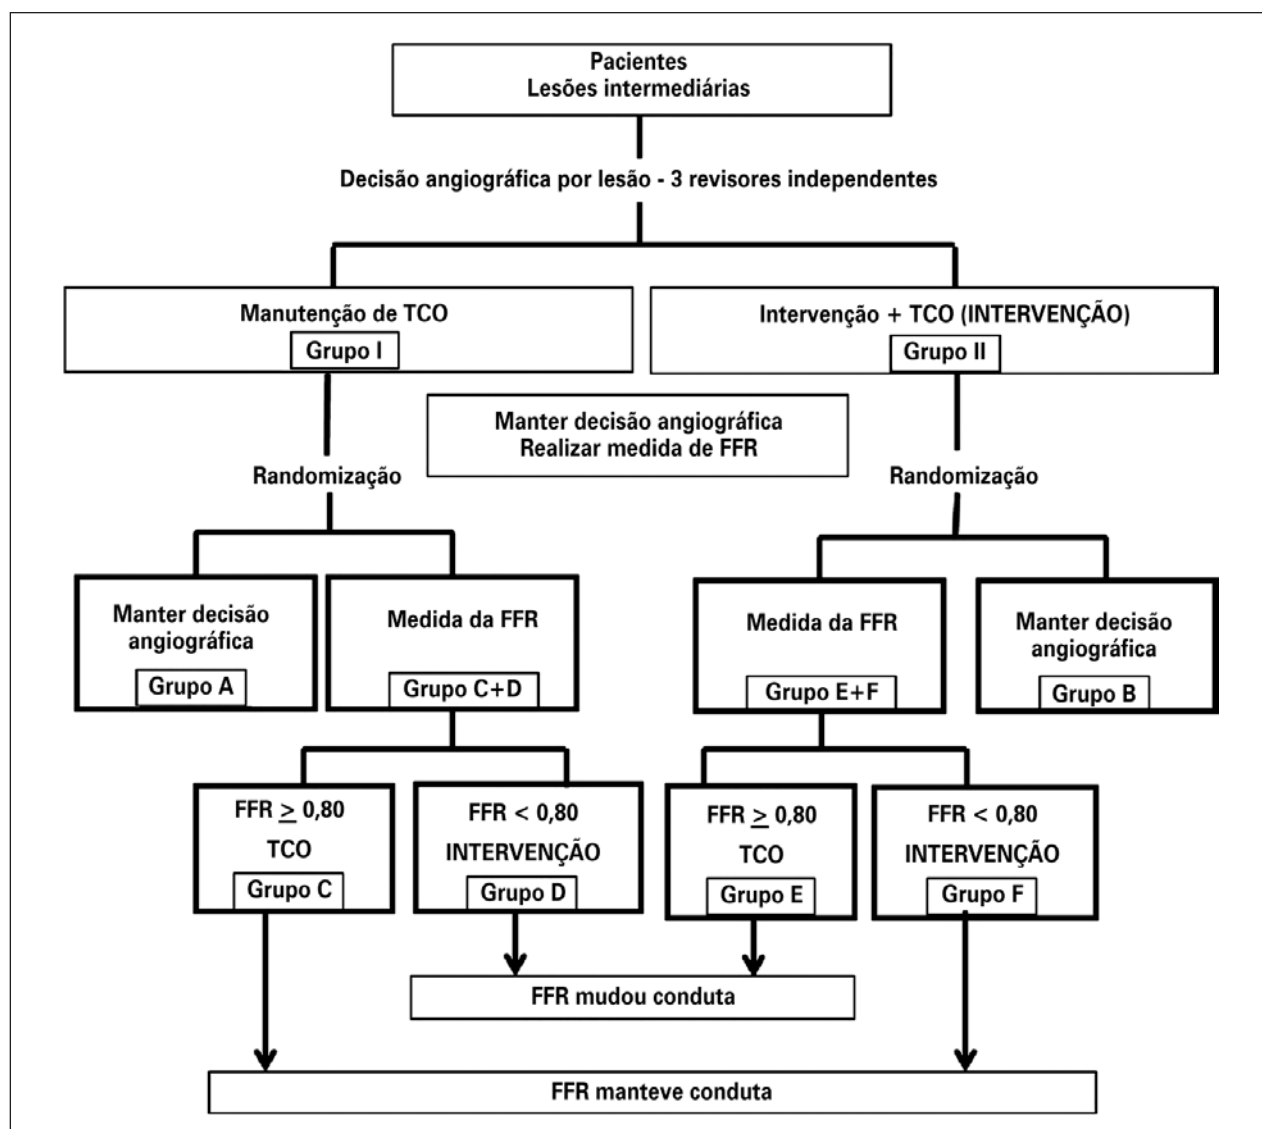 Pacientes
Lesões intermediárias
Decisão angiográfica por lesão - 3 revisores independentes
Manutenção de TCO
Grupo I
Intervenção + TCO (INTERVENÇÃO)
Grupo II
Manter decisão angiográfica
Realizar medida de FFR
Randomização
Randomização
Manter decisão
angiográfica
Grupo A
Medida da FFR
Grupo C+D
Medida da FFR
Grupo E+F
Manter decisão
angiográfica
Grupo B
FFR ≥ 0,80
TCO
Grupo C
FFR < 0,80
INTERVENÇÃO
Grupo D
FFR ≥ 0,80
TCO
Grupo E
FFR < 0,80
INTERVENÇÃO
Grupo F
FFR mudou conduta
FFR manteve conduta